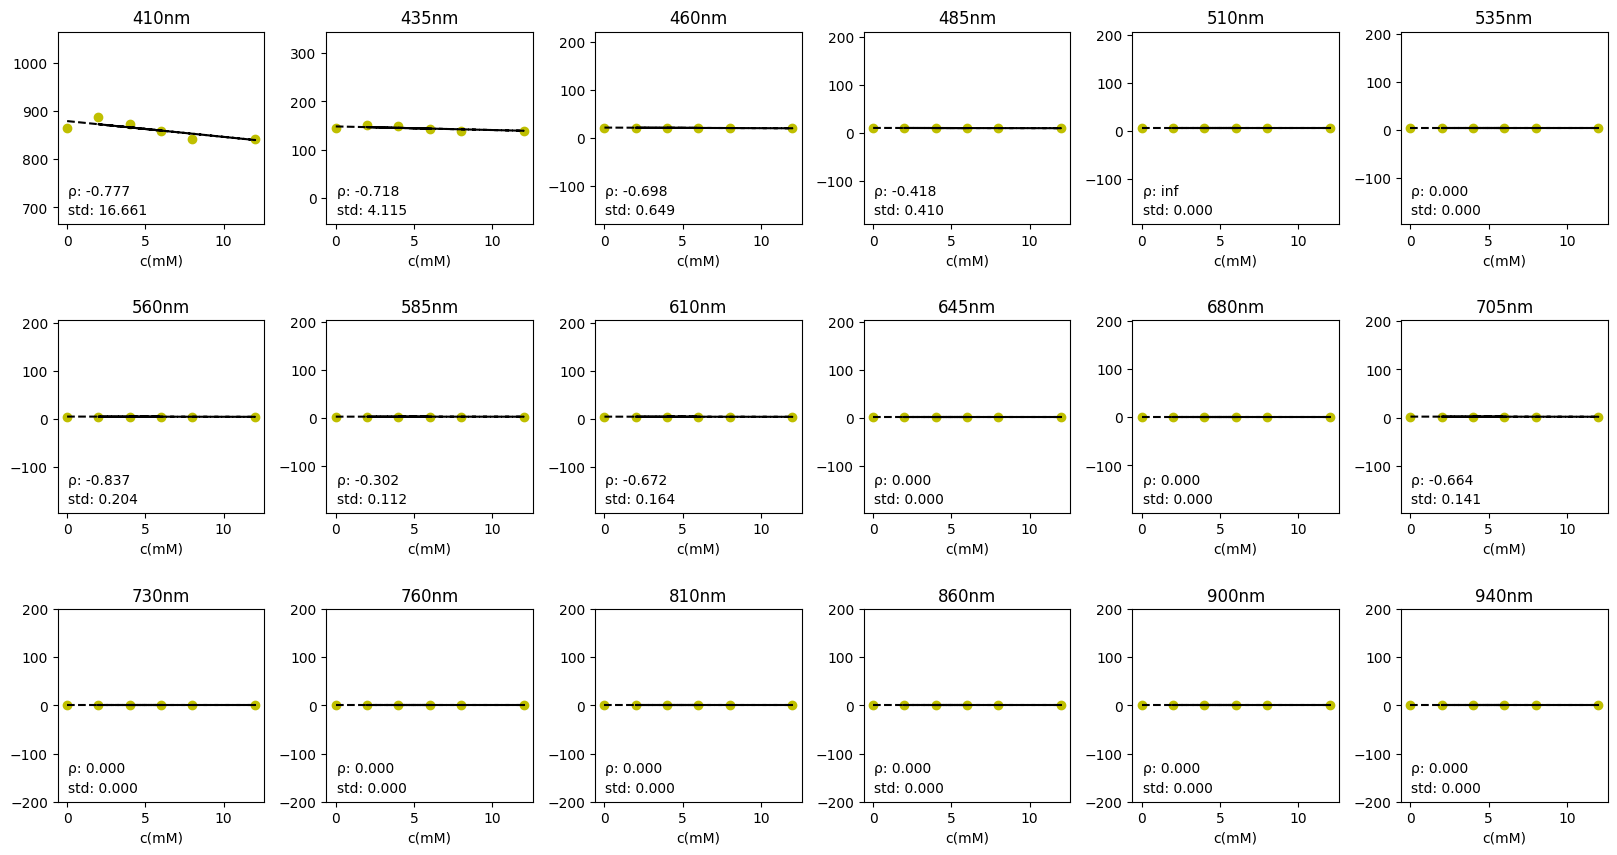 410nm 435nm 460nm 485nm 510nm 535nm
1000 300 200 200 200 200
900 200 100 100 100 100
800 100 0 0 0 0
700 0 −100 −100 −100 −100
ρ: -0.777 ρ: -0.718 ρ: -0.698 ρ: -0.418 ρ: inf ρ: 0.000
std: 16.661 std: 4.115 std: 0.649 std: 0.410 std: 0.000 std: 0.000
0 5 10 0 5 10 0 5 10 0 5 10 0 5 10 0 5 10
c(mM) c(mM) c(mM) c(mM) c(mM) c(mM)
560nm 585nm 610nm 645nm 680nm 705nm
200 200 200 200 200 200
100 100 100 100 100 100
0 0 0 0 0 0
−100 −100 −100 −100 −100 −100
ρ: -0.837 ρ: -0.302 ρ: -0.672 ρ: 0.000 ρ: 0.000 ρ: -0.664
std: 0.204 std: 0.112 std: 0.164 std: 0.000 std: 0.000 std: 0.141
0 5 10 0 5 10 0 5 10 0 5 10 0 5 10 0 5 10
c(mM) c(mM) c(mM) c(mM) c(mM) c(mM)
730nm 760nm 810nm 860nm 900nm 940nm
200 200 200 200 200 200
100 100 100 100 100 100
0 0 0 0 0 0
−100 −100 −100 −100 −100 −100
ρ: 0.000 ρ: 0.000 ρ: 0.000 ρ: 0.000 ρ: 0.000 ρ: 0.000
std: 0.000 std: 0.000 std: 0.000 std: 0.000 std: 0.000 std: 0.000
−200 −200 −200 −200 −200 −200
0 5 10 0 5 10 0 5 10 0 5 10 0 5 10 0 5 10
c(mM) c(mM) c(mM) c(mM) c(mM) c(mM)